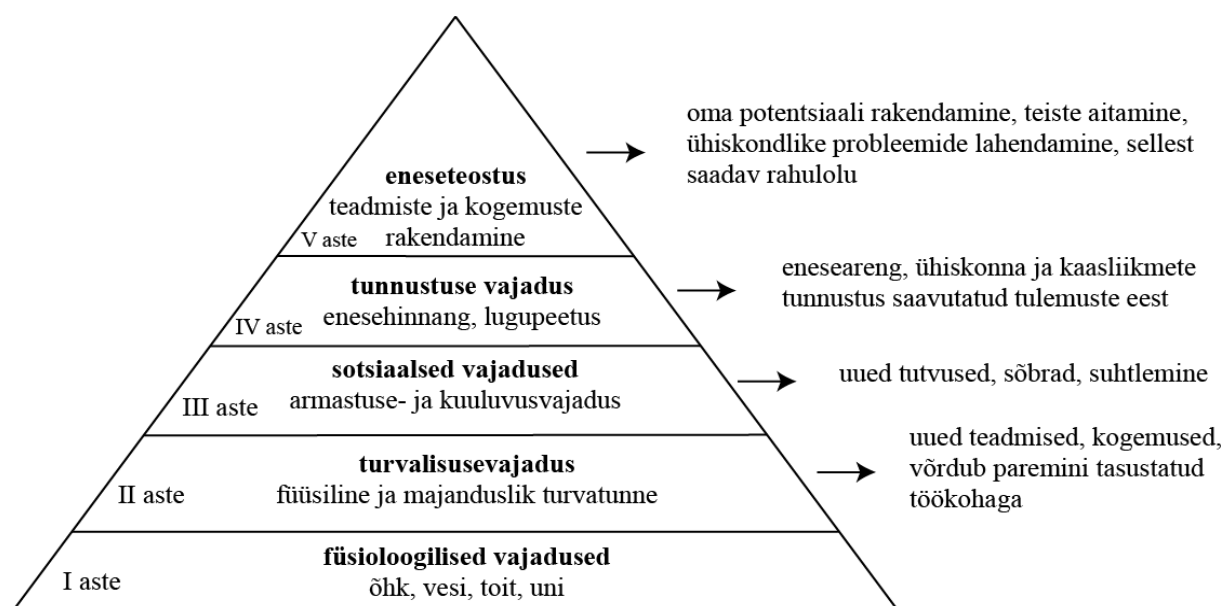 oma potentsiaali rakendamine, teiste aitamine,
ühiskondlike probleemide lahendamine, sellest
saadav rahulolu
eneseteostus
teadmiste ja kogemuste
rakendamine
V aste
eneseareng, ühiskonna ja kaasliikmete
tunnustus saavutatud tulemuste eest
tunnustuse vajadus
enesehinnang, lugupeetus
IV aste
uued tutvused, sõbrad, suhtlemine
sotsiaalsed vajadused
armastuse- ja kuuluvusvajadus
III aste
uued teadmised, kogemused,
võrdub paremini tasustatud
töökohaga
turvalisusevajadus
füüsiline ja majanduslik turvatunne
II aste
füsioloogilised vajadused
õhk, vesi, toit, uni
I aste